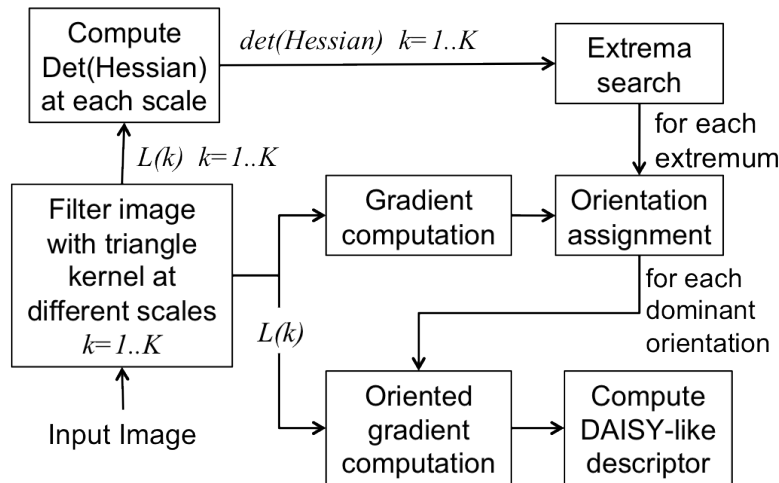 Compute
Det(Hessian)
at each scale
det(Hessian) k=1..K
Extrema
search
for each
extremum
L(k) k=1..K
Filter image
with triangle
kernel at
different scales
k=1..K
Gradient
computation
Orientation
assignment
for each
dominant
orientation
L(k)
Input Image
Oriented
gradient
computation
Compute
DAISY-like
descriptor